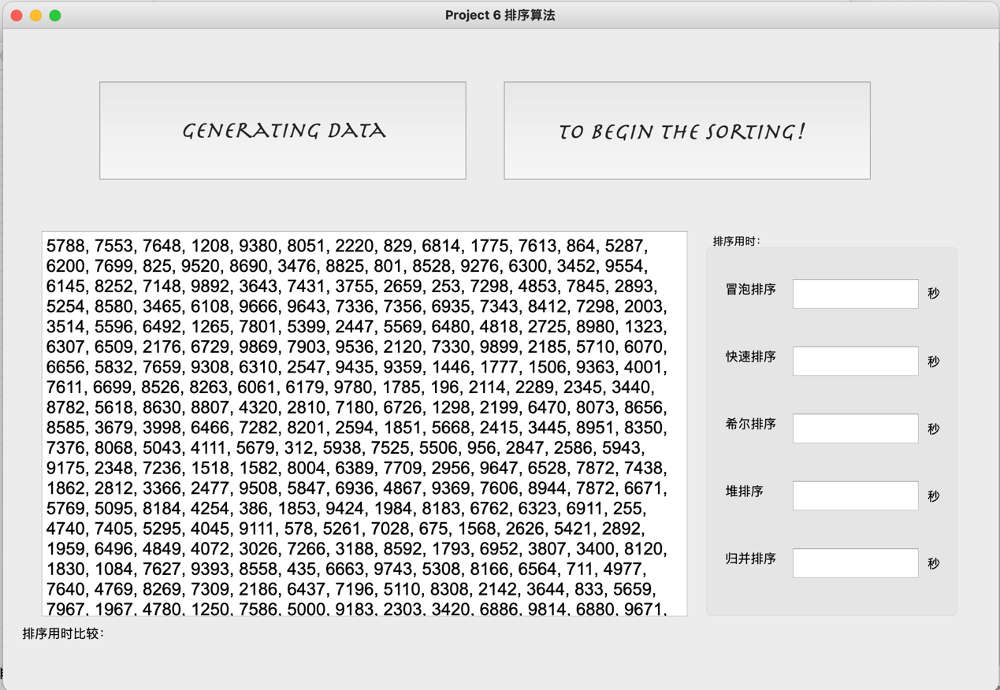 Project 6 排序算法
GENERATING DATA
TO BEGIN THE SORTING!
5788, 7553, 7648, 1208, 9380, 8051, 2220, 829, 6814, 1775, 7613, 864, 5287,
6200, 7699, 825, 9520, 8690, 3476, 8825, 801, 8528, 9276, 6300, 3452, 9554,
6145, 8252, 7148, 9892, 3643, 7431, 3755, 2659, 253, 7298, 4853, 7845, 2893,
5254, 8580, 3465, 6108, 9666, 9643, 7336, 7356, 6935, 7343, 8412, 7298, 2003,
3514, 5596, 6492, 1265, 7801, 5399, 2447, 5569, 6480, 4818, 2725, 8980, 1323,
6307, 6509, 2176, 6729, 9869, 7903, 9536, 2120, 7330, 9899, 2185, 5710, 6070,
6656, 5832, 7659, 9308, 6310, 2547, 9435, 9359, 1446, 1777, 1506, 9363, 4001,
7611, 6699, 8526, 8263, 6061, 6179, 9780, 1785, 196, 2114, 2289, 2345, 3440,
8782, 5618, 8630, 8807, 4320, 2810, 7180, 6726, 1298, 2199, 6470, 8073, 8656,
8585, 3679, 3998, 6466, 7282, 8201, 2594, 1851, 5668, 2415, 3445, 8951, 8350,
7376, 8068, 5043, 4111, 5679, 312, 5938, 7525, 5506, 956, 2847, 2586, 5943,
9175, 2348, 7236, 1518, 1582, 8004, 6389, 7709, 2956, 9647, 6528, 7872, 7438,
1862, 2812, 3366, 2477, 9508, 5847, 6936, 4867, 9369, 7606, 8944, 7872, 6671,
5769, 5095, 8184, 4254, 386, 1853, 9424, 1984, 8183, 6762, 6323, 6911, 255,
4740, 7405, 5295, 4045, 9111, 578, 5261, 7028, 675, 1568, 2626, 5421, 2892,
1959, 6496, 4849, 4072, 3026, 7266, 3188, 8592, 1793, 6952, 3807, 3400, 8120,
1830, 1084, 7627, 9393, 8558, 435, 6663, 9743, 5308, 8166, 6564, 711, 4977,
7640, 4769, 8269, 7309, 2186, 6437, 7196, 5110, 8308, 2142, 3644, 833, 5659,
7967, 1967, 4780, 1250, 7586, 5000, 9183, 2303, 3420, 6886, 9814, 6880, 9671,
排序用时：
冒泡排序 秒
快速排序 秒
希尔排序 秒
堆排序 秒
归并排序 秒
排序用时比较：